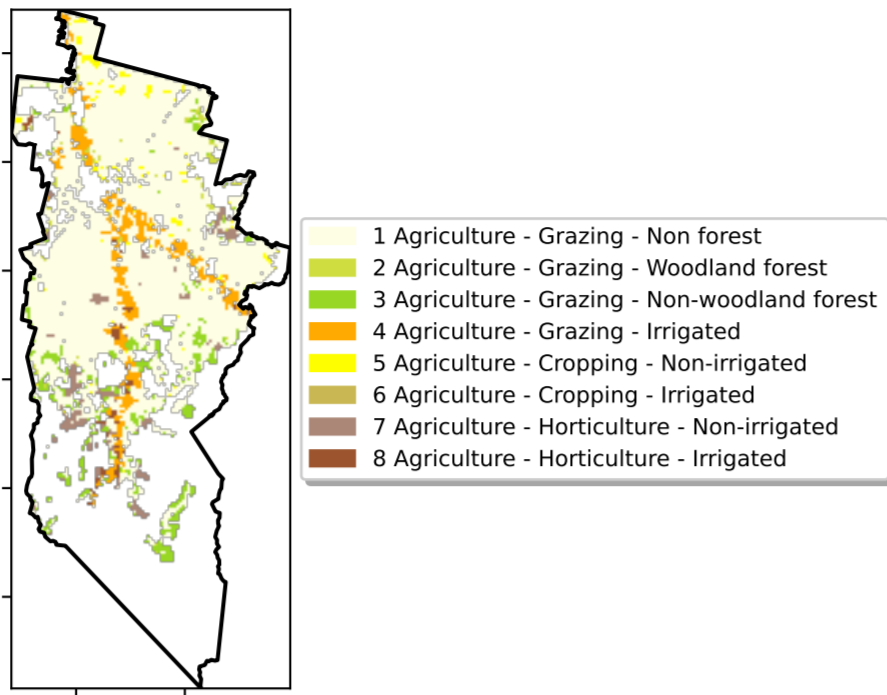 1 Agriculture - Grazing - Non forest
2 Agriculture - Grazing - Woodland forest
3 Agriculture - Grazing - Non-woodland forest
4 Agriculture - Grazing - Irrigated
5 Agriculture - Cropping - Non-irrigated
6 Agriculture - Cropping - Irrigated
7 Agriculture - Horticulture - Non-irrigated
8 Agriculture - Horticulture - Irrigated